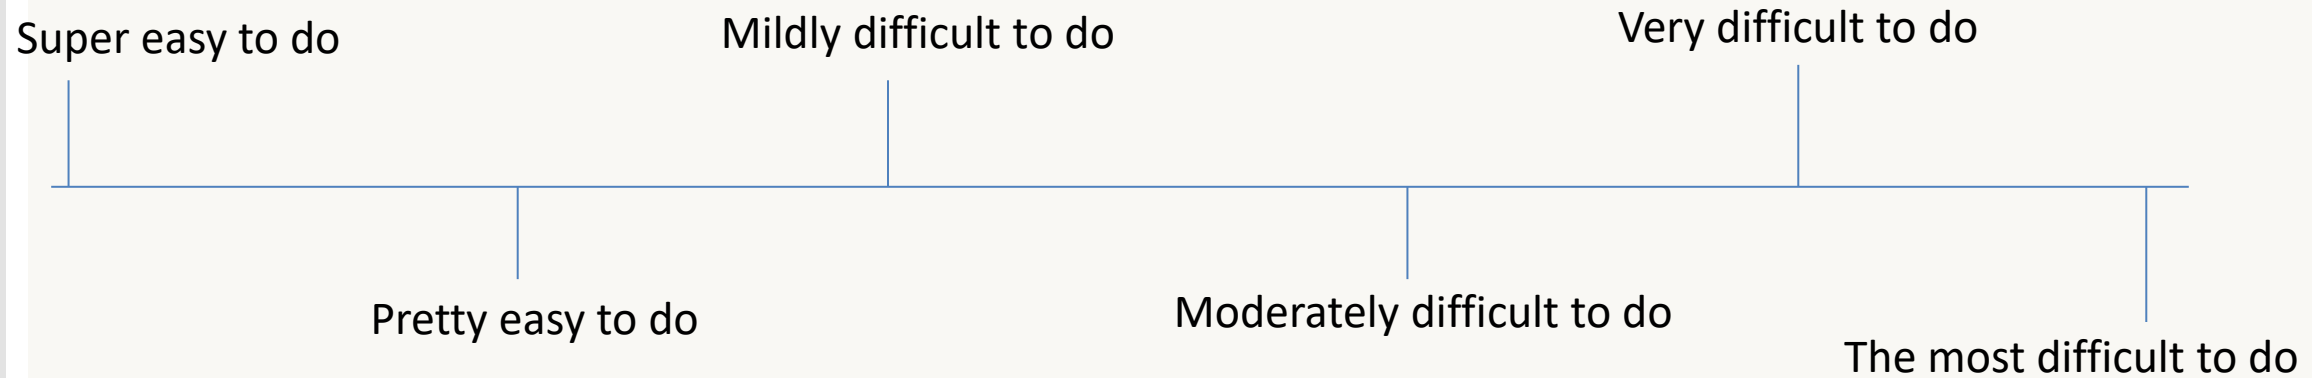 Super easy to do
Mildly difficult to do
Very difficult to do
Pretty easy to do
Moderately difficult to do
The most difficult to do